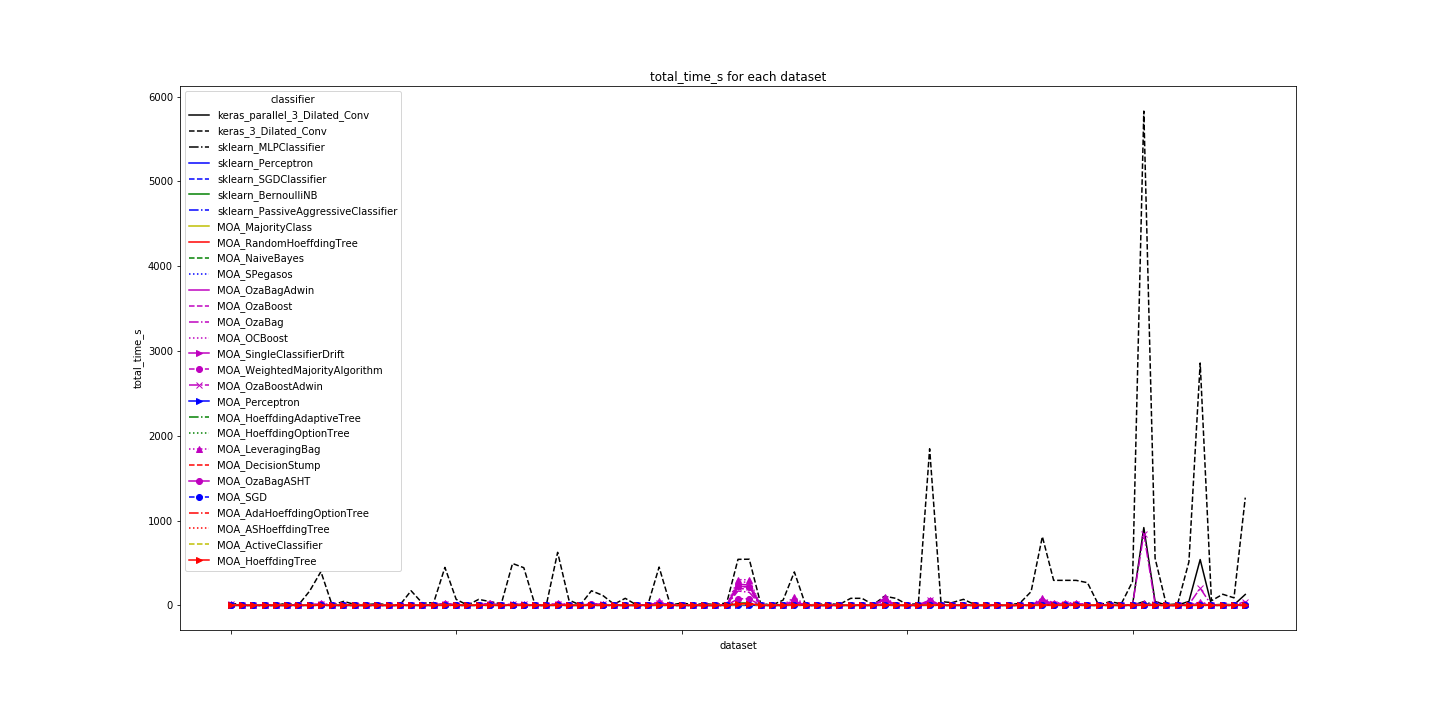 total_time_s for each dataset
6000
5000
4000
3000
2000
1000
0
total_time_s
classifier
keras_parallel_3_Dilated_Conv
keras_3_Dilated_Conv
sklearn_MLPClassifier
sklearn_Perceptron
sklearn_SGDClassifier
sklearn_BernoulliNB
sklearn_PassiveAggressiveClassifier
MOA_MajorityClass
MOA_RandomHoeffdingTree
MOA_NaiveBayes
MOA_SPegasos
MOA_OzaBagAdwin
MOA_OzaBoost
MOA_OzaBag
MOA_OCBoost
MOA_SingleClassifierDrift
MOA_WeightedMajorityAlgorithm
MOA_OzaBoostAdwin
MOA_Perceptron
MOA_HoeffdingAdaptiveTree
MOA_HoeffdingOptionTree
MOA_LeveragingBag
MOA_DecisionStump
MOA_OzaBagASHT
MOA_SGD
MOA_AdaHoeffdingOptionTree
MOA_ASHoeffdingTree
MOA_ActiveClassifier
MOA_HoeffdingTree
dataset